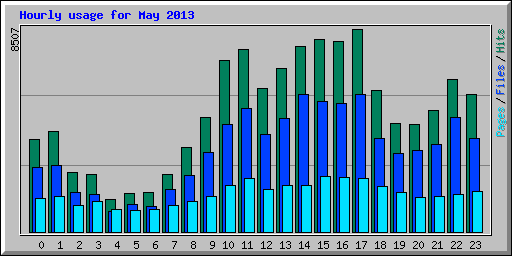 Hourly usage for May 2013
8507
Pages/Files/Hits
0 1 2 3 4 5 6 7 8 9 10 11 12 13 14 15 16 17 18 19 20 21 22 23